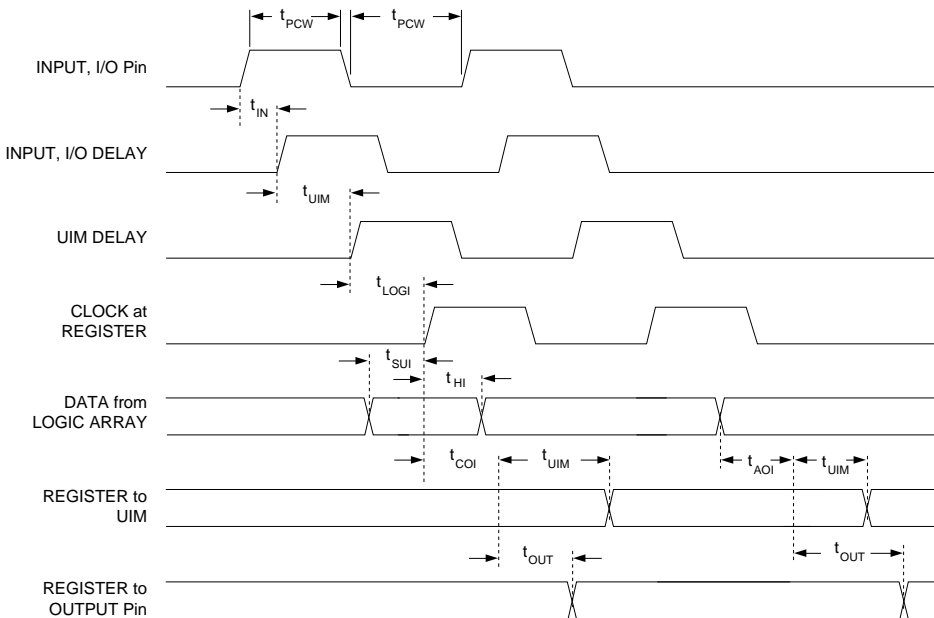 tPCW tPCW
INPUT, I/O Pin
tIN
INPUT, I/O DELAY
tUIM
UIM DELAY
tLOGI
CLOCK at
REGISTER
tSUI
tHI
DATA from
LOGIC ARRAY
tCOI tUIM tAOI tUIM
REGISTER to
UIM
tOUT tOUT
REGISTER to
OUTPUT Pin